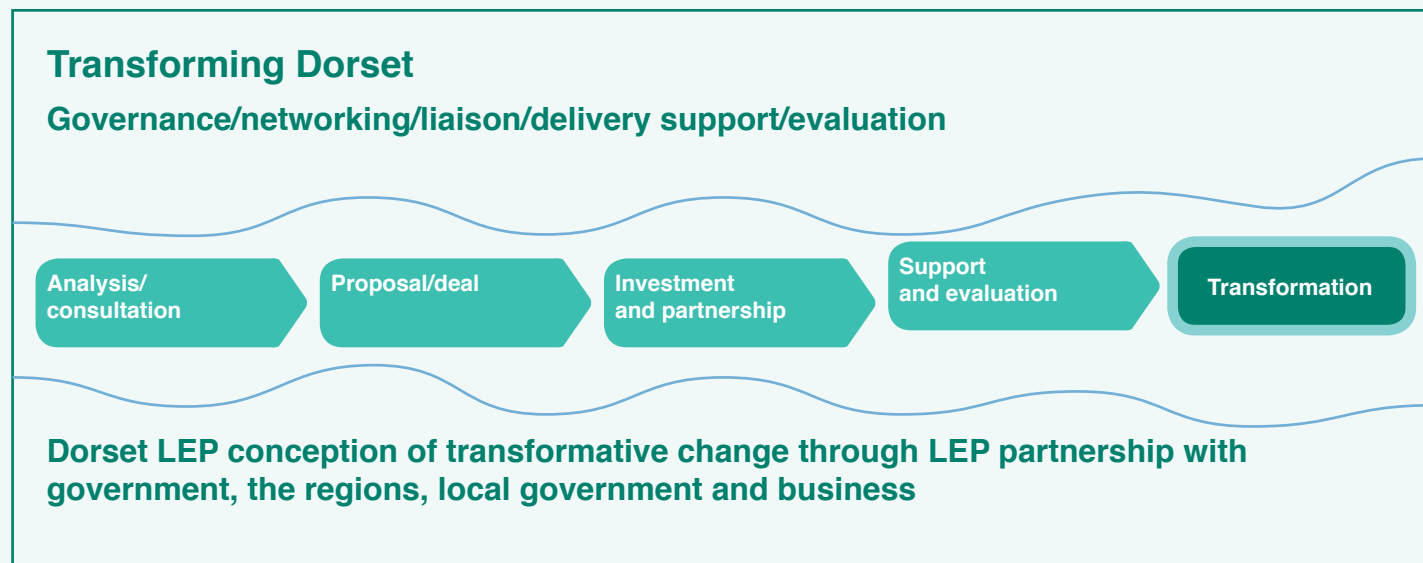 Transforming Dorset
Governance/networking/liaison/delivery support/evaluation
Analysis/
consultation
Proposal/deal
Investment
and partnership
Support
and evaluation
Transformation
Dorset LEP conception of transformative change through LEP partnership with
government, the regions, local government and business